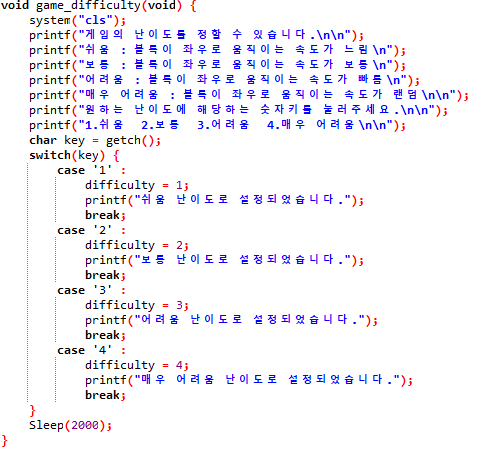 void game_difficulty(void) {
    system("cls");
    printf("게임의 난이도를 정할 수 있습니다.\n\n");
    printf("쉬움 : 블록이 좌우로 움직이는 속도가 느림\n");
    printf("보통 : 블록이 좌우로 움직이는 속도가 보통\n");
    printf("어려움 : 블록이 좌우로 움직이는 속도가 빠름\n");
    printf("매우 어려움 : 블록이 좌우로 움직이는 속도가 랜덤\n\n");
    printf("원하는 난이도에 해당하는 숫자키를 눌러주세요.\n\n");
    printf("1.쉬움  2.보통  3.어려움  4.매우 어려움\n\n");
    char key = getch();
    switch(key) {
        case '1' :
            difficulty = 1;
            printf("쉬움 난이도로 설정되었습니다.");
            break;
        case '2' :
            difficulty = 2;
            printf("보통 난이도로 설정되었습니다.");
            break;
        case '3' :
            difficulty = 3;
            printf("어려움 난이도로 설정되었습니다.");
            break;
        case '4' :
            difficulty = 4;
            printf("매우 어려움 난이도로 설정되었습니다.");
            break;
    }
    Sleep(2000);
}